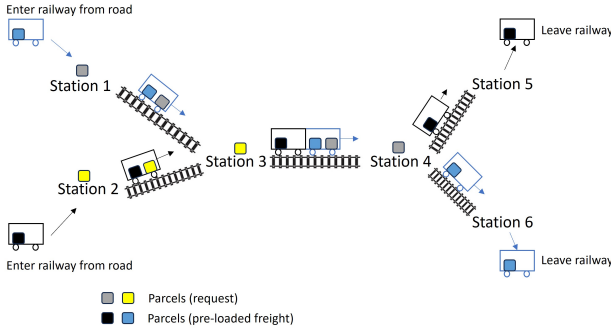 Enter railway from road
Leave railway
Station 5
Station 1
Station 3
Station 4
Station 2
Station 6
Enter railway from road
Leave railway
Parcels (request)
Parcels (pre-loaded freight)